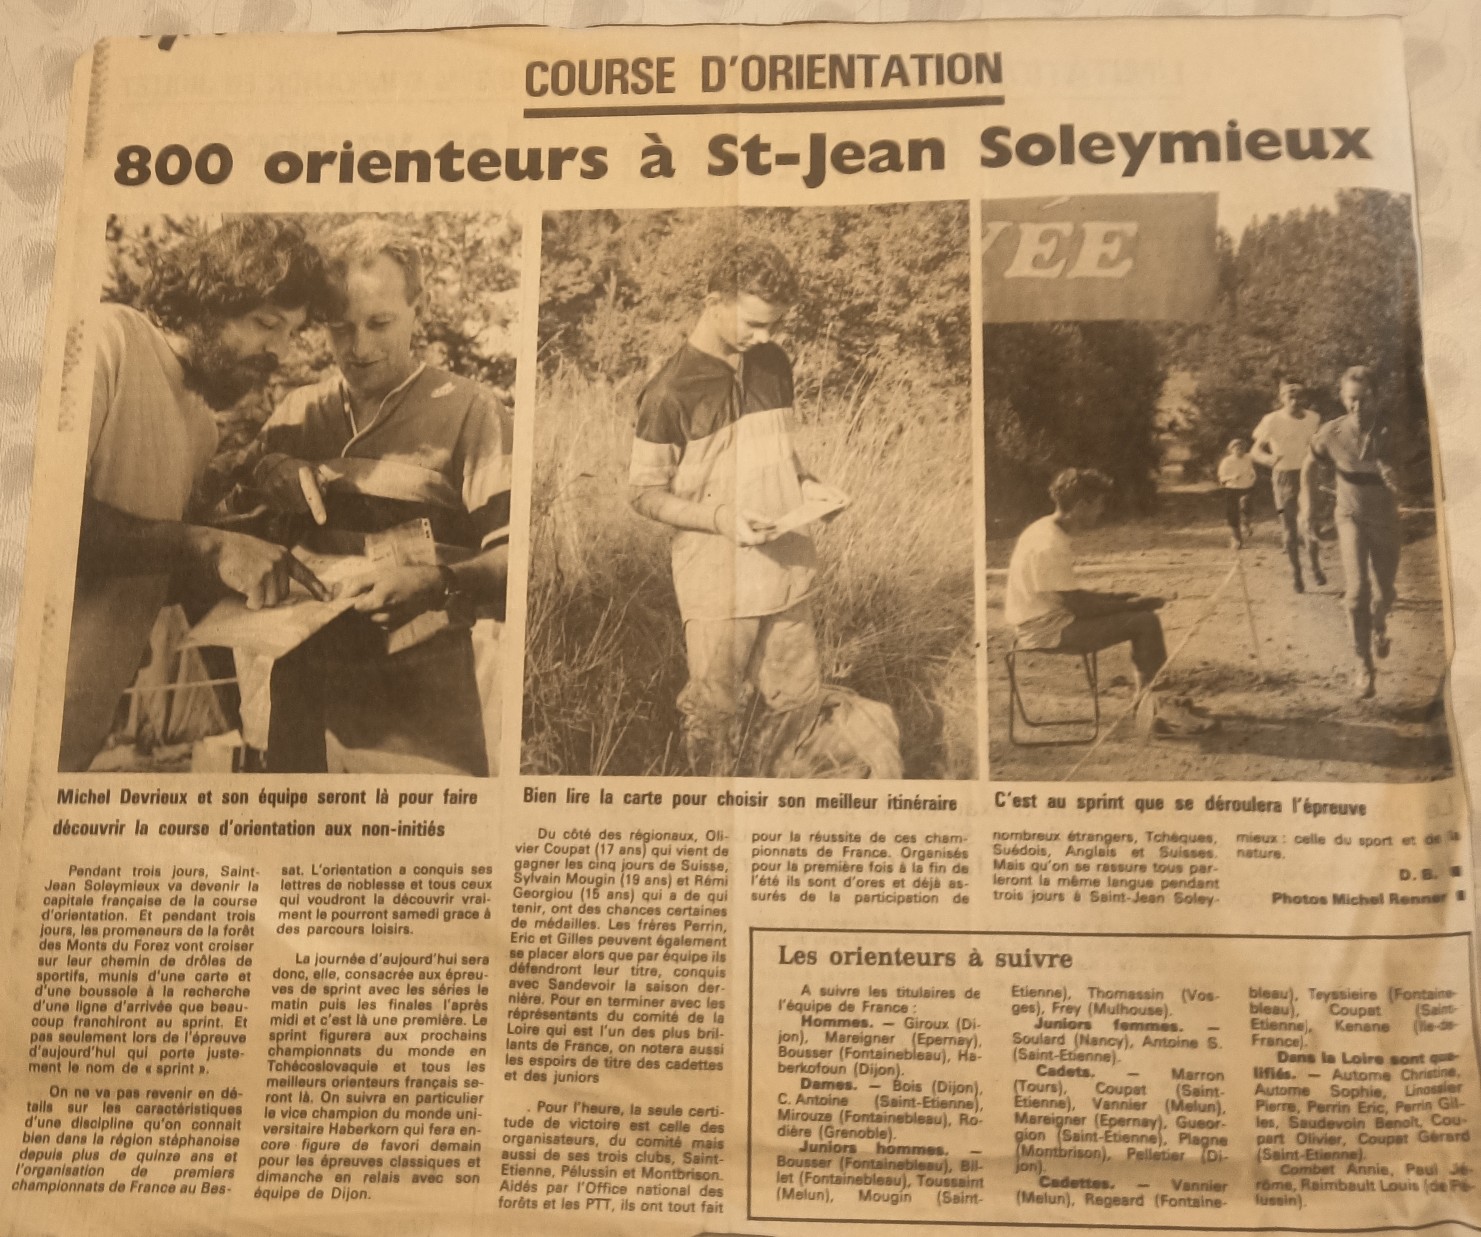 COURSE D'ORIENTATION
800 orienteurs à St-Jean Soleymieux
YEE
Michel Devrieux et son équipe seront là pour faire
découvrir la course d'orientation aux non-initiés
Bien lire la carte pour choisir son meilleur itinéraire
C'est au sprint que se déroulera l'épreuve
Pendant trois jours, Saint-
Jean Soleymieux va devenir la
capitale française de la course
d'orientation. Et pendant trois
jours, les promeneurs de la forêt
des Monts du Forez vont croiser
sur leur chemin de drôles de
sportifs, munis d'une carte et
d'une boussole à la recherche
d'une ligne d'arrivée que beau-
coup franchiront au sprint. Et
pas seulement lors de l'épreuve
d'aujourd'hui qui porte juste-
ment le nom de « sprint ».
On ne va pas revenir en dé-
tails sur les caractéristiques
d'une discipline qu'on connait
bien dans la région stéphanoise
depuis plus de quinze ans et
l'organisation de premiers
championnats de France au Bes-
sat. L'orientation a conquis ses
lettres de noblesse et tous ceux
qui voudront la découvrir vrai-
ment le pourront samedi grace à
des parcours loisirs.
La journée d'aujourd'hui sera
donc, elle, consacrée aux épreu-
ves de sprint avec les séries le
matin puis les finales l'après
midi et c'est là une première. Le
sprint figurera aux prochains
championnats du monde en
Tchécoslovaquie et tous les
meilleurs orienteurs français se-
ront là. On suivra en particulier
le vice champion du monde uni-
versitaire Haberkorn qui fera en-
core figure de favori demain
pour les épreuves classiques et
dimanche en relais avec son
équipe de Dijon.
Du côté des régionaux, Oli-
vier Coupat (17 ans) qui vient de
gagner les cinq jours de Suisse,
Sylvain Mougin (19 ans) et Rémi
Georgiou (15 ans) qui a de qui
tenir, ont des chances certaines
de médailles. Les frères Perrin,
Eric et Gilles peuvent également
se placer alors que par équipe ils
défendront leur titre, conquis
avec Sandevoir la saison der-
nière. Pour en terminer avec les
réprésentants du comité de la
Loire qui est l'un des plus bril-
lants de France, on notera aussi
les espoirs de titre des cadettes
et des juniors
. Pour l'heure, la seule certi-
tude de victoire est celle des
organisateurs, du comité mais
aussi de ses trois clubs, Saint-
Etienne, Pélussin et Montbrison.
Aidés par l'Office national des
forêts et les PTT, ils ont tout fait
pour la réussite de ces cham-
pionnats de France. Organisés
pour la première fois à la fin de
l'été ils sont d'ores et déjà as-
surés de la participation de
nombreux étrangers, Tchèques,
Suédois, Anglais et Suisses.
Mais qu'on se rassure tous par-
leront la même langue pendant
trois jours à Saint-Jean Soley-
mieux : celle du sport et de la
nature.
D. B.
Photos Michel Renner
Les orienteurs à suivre
A suivre les titulaires de
l'équipe de France :
Hommes. — Giroux (Di-
jon), Mareigner (Epernay),
Bousser (Fontainebleau), Ha-
berkofoun (Dijon).
Dames. — Bois (Dijon),
C. Antoine (Saint-Etienne),
Mirouze (Fontainebleau), Ro-
dière (Grenoble).
Juniors hommes. —
Bousser (Fontainebleau), Bil-
let (Fontainebleau), Toussaint
(Melun), Mougin (Saint-
Etienne), Thomassin (Vos-
ges), Frey (Mulhouse).
Juniors femmes. —
Soulard (Nancy), Antoine S.
(Saint-Etienne).
Cadets. — Marron
(Tours), Coupat (Saint-
Etienne), Vannier (Melun),
Mareigner (Epernay), Gueor-
gion (Saint-Etienne), Plagne
(Montbrison), Pelletier (Di-
jon).
Cadettes. — Vannier
(Melun), Regeard (Fontaine-
bleau), Teyssieire (Fontaine-
bleau), Coupat (Saint-
Etienne), Kenane (Ile-de-
France).
Dans la Loire sont qua-
lifiés. — Autome Christine,
Autome Sophie, Linossier
Pierre, Perrin Eric, Perrin Gil-
les, Saudevoin Benoît, Cou-
part Olivier, Coupat Gérard
(Saint-Etienne).
Combet Annie, Paul Jé-
rôme, Raimbault Louis (de Pé-
lussin).